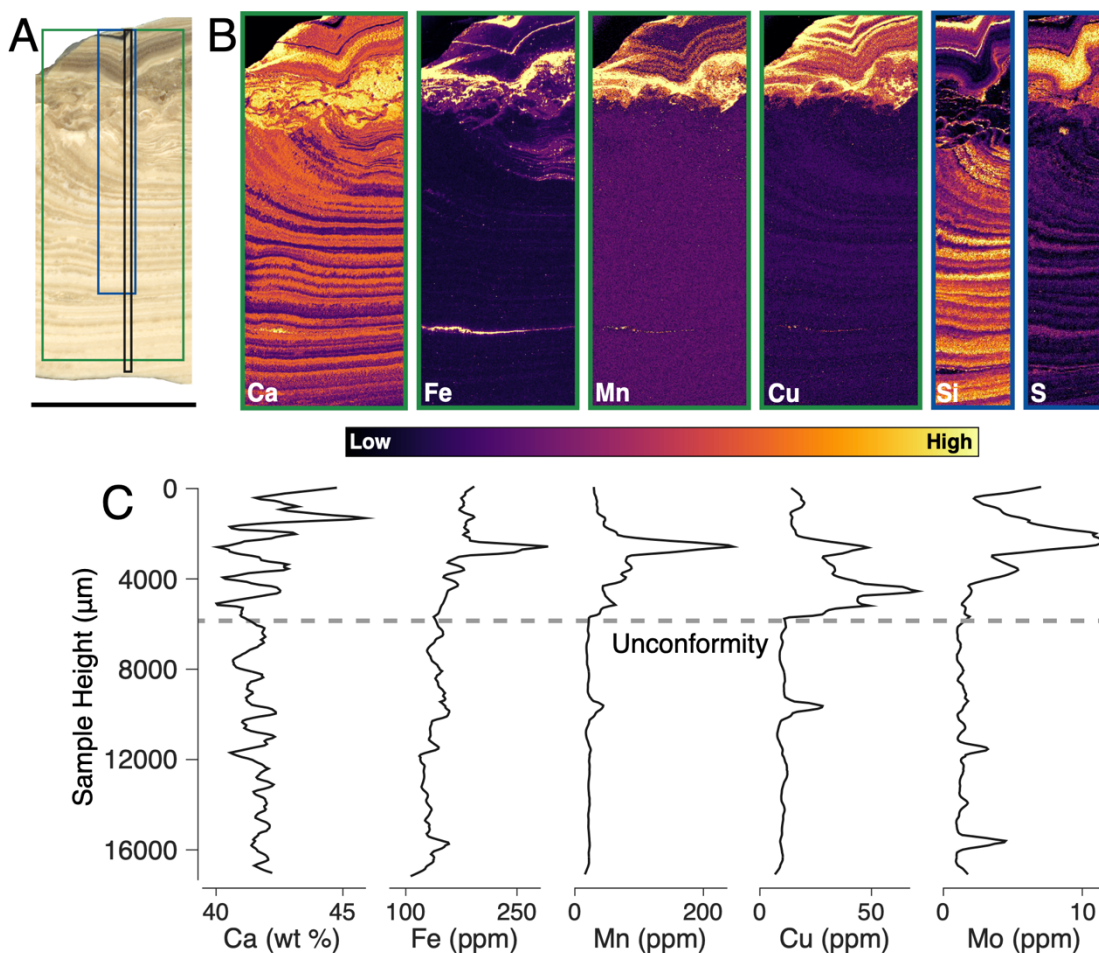 A
B
Ca
Fe
Mn
Cu
Si
S
Low
High
C
0
4000
8000
12000
16000
Sample Height (µm)
Unconformity
40 45
100 250
0 200
0 50
0 10
Ca (wt %)
Fe (ppm)
Mn (ppm)
Cu (ppm)
Mo (ppm)